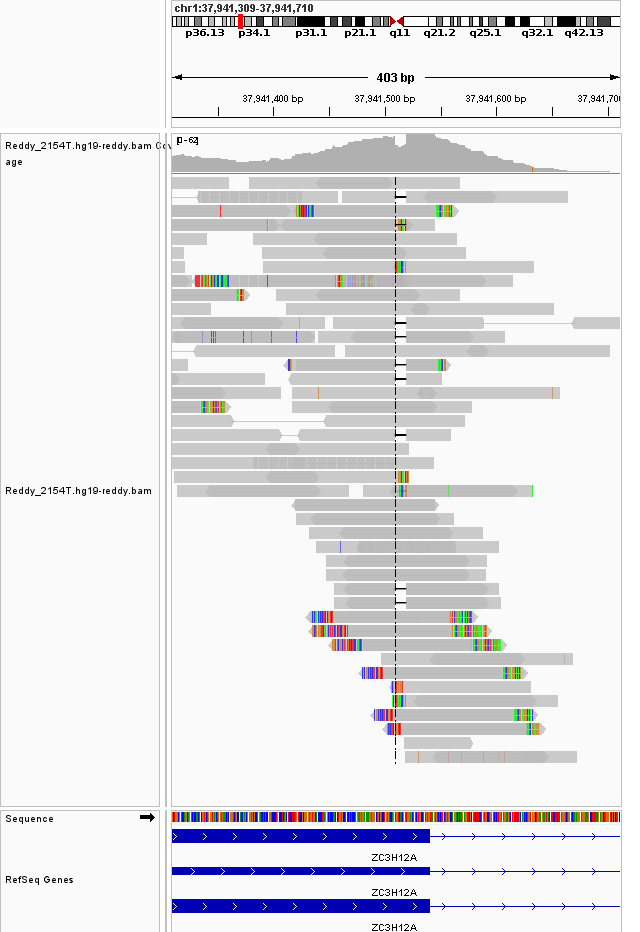 chr1:37,941,309-37,941,710
p36.13 p34.1 p31.1 p21.1 q11 q21.2 q25.1 q32.1 q42.13
403 bp
37,941,400 bp 37,941,500 bp 37,941,600 bp 37,941,700
Reddy_2154T.hg19-reddy.bam Cov
age
[0-62]
Reddy_2154T.hg19-reddy.bam
Sequence
ZC3H12A
RefSeq Genes
ZC3H12A
ZC3H12A